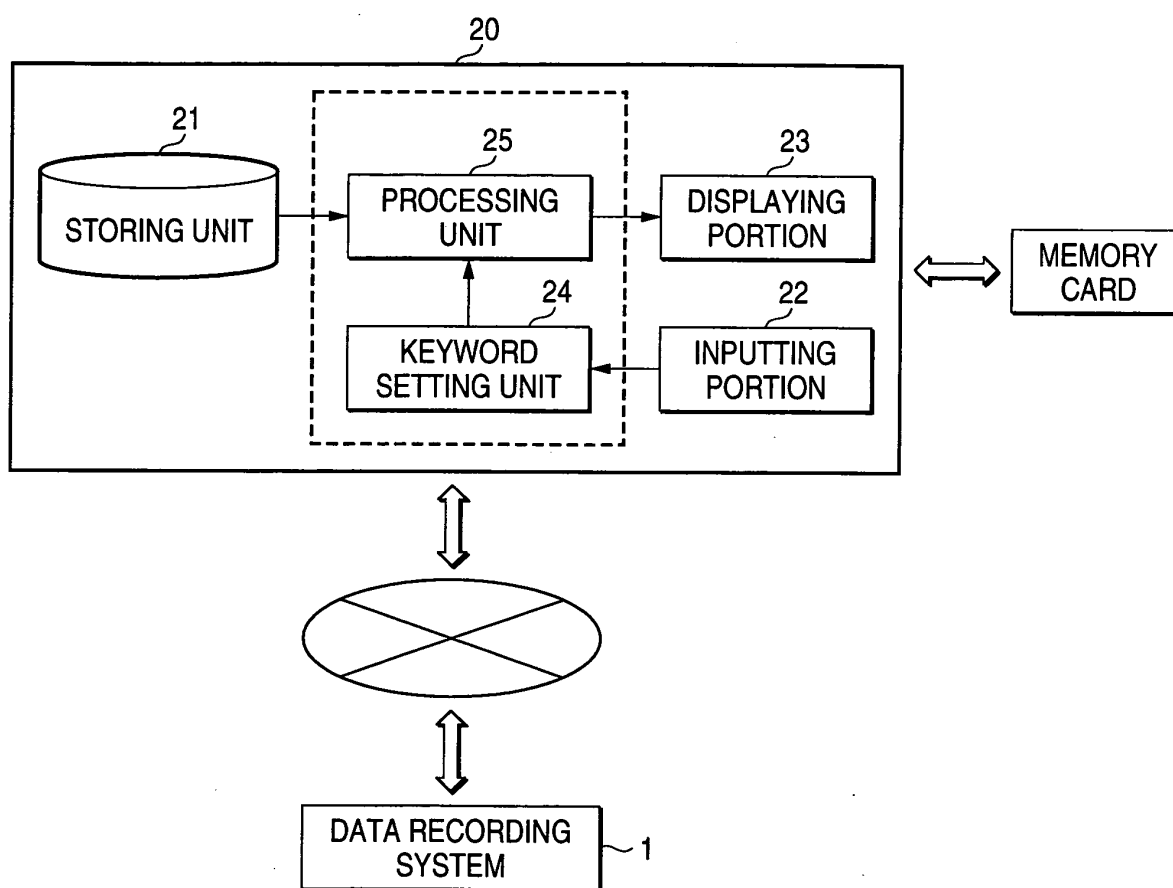 20
21
25
23
STORING UNIT
PROCESSING
UNIT
DISPLAYING
PORTION
MEMORY
CARD
24
22
KEYWORD
SETTING UNIT
INPUTTING
PORTION
DATA RECORDING
SYSTEM
1